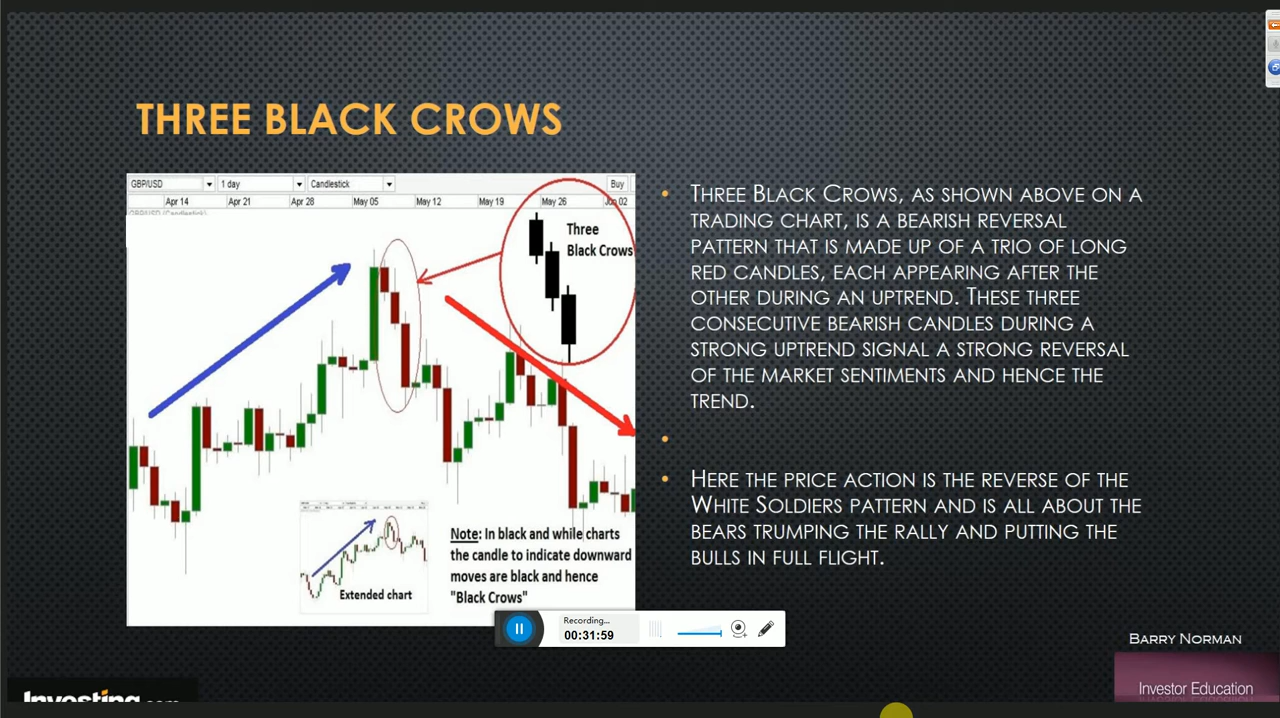 THREE BLACK CROWS
GBP/USD
1 day
Candlestick
Buy
Apr 14
Apr 21
Apr 28
May 05
May 12
May 19
May 26
Jun 02
GBP/USD (Candlestick)
Three
Black Crows
Extended chart
Note: In black and while charts
the candle to indicate downward
moves are black and hence
"Black Crows"
THREE BLACK CROWS, AS SHOWN ABOVE ON A
TRADING CHART, IS A BEARISH REVERSAL
PATTERN THAT IS MADE UP OF A TRIO OF LONG
RED CANDLES, EACH APPEARING AFTER THE
OTHER DURING AN UPTREND. THESE THREE
CONSECUTIVE BEARISH CANDLES DURING A
STRONG UPTREND SIGNAL A STRONG REVERSAL
OF THE MARKET SENTIMENTS AND HENCE THE
TREND.
HERE THE PRICE ACTION IS THE REVERSE OF THE
WHITE SOLDIERS PATTERN AND IS ALL ABOUT THE
BEARS TRUMPING THE RALLY AND PUTTING THE
BULLS IN FULL FLIGHT.
Recording...
00:31:59
BARRY NORMAN
Investing.com
Investor Education